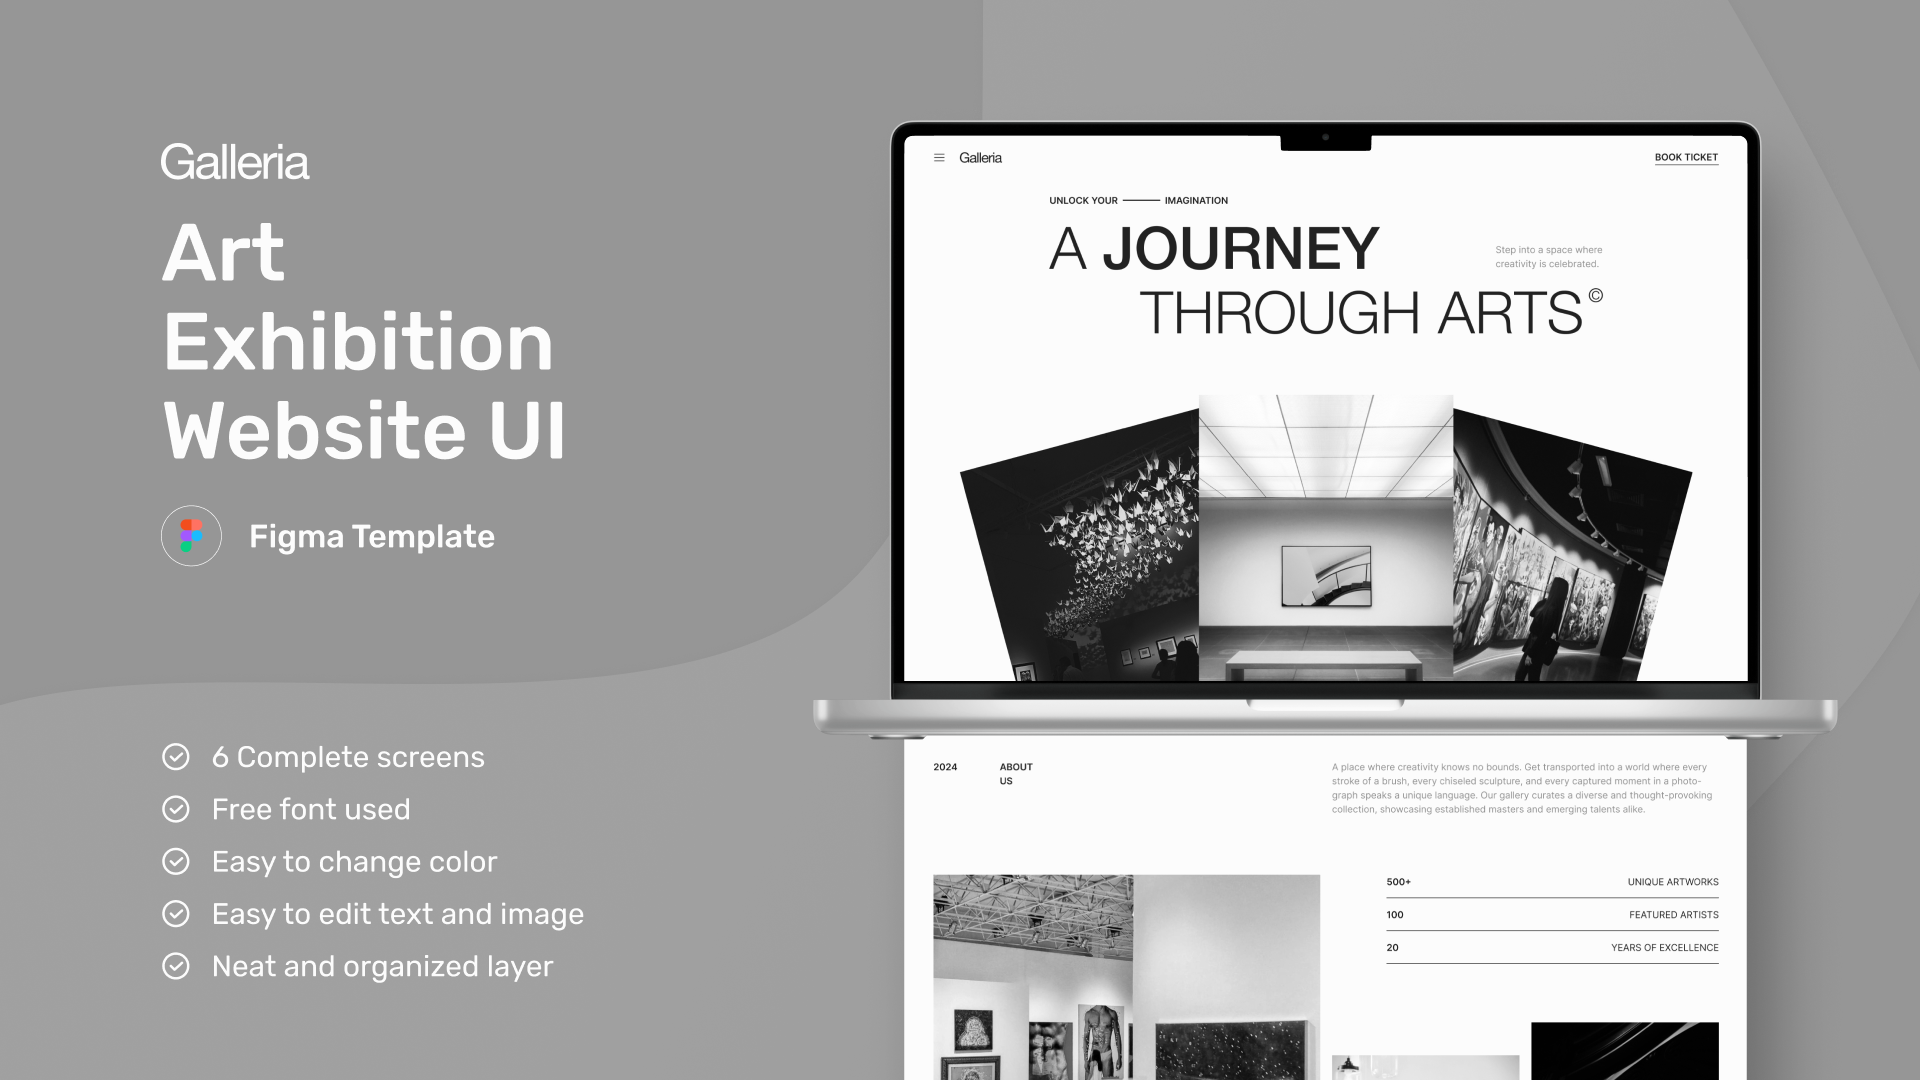 Galleria
Art
Exhibition
Website UI
Figma Template
6 Complete screens
Free font used
Easy to change color
Easy to edit text and image
Neat and organized layer
Galleria
BOOK TICKET
UNLOCK YOUR —— IMAGINATION
A JOURNEY
THROUGH ARTS©
Step into a space where
creativity is celebrated.
2024
ABOUT
US
A place where creativity knows no bounds. Get transported into a world where every
stroke of a brush, every chiseled sculpture, and every captured moment in a photo-
graph speaks a unique language. Our gallery curates a diverse and thought-provoking
collection, showcasing established masters and emerging talents alike.
500+ UNIQUE ARTWORKS
100 FEATURED ARTISTS
20 YEARS OF EXCELLENCE